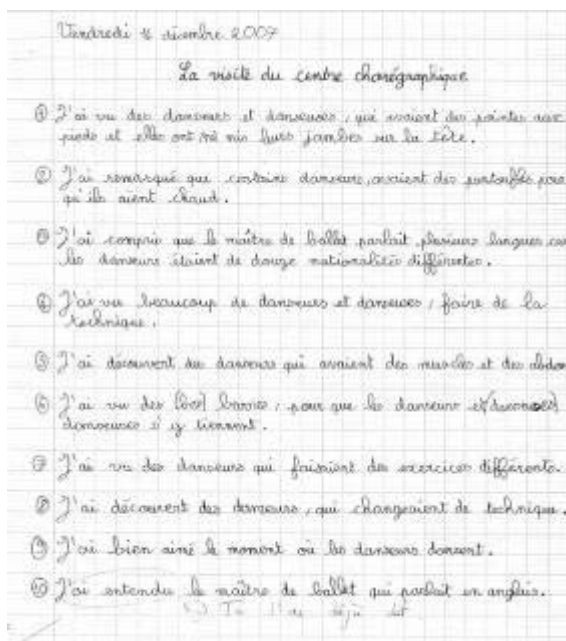 Vendredi décembre 2007
La visite du centre chorégraphique
① J'ai vu des danseurs et danseuses, qui avaient des pointes aux
pieds et elles ont mis leurs jambes sur la tête.
② J'ai remarqué que certains danseurs, avaient des pour
qu'ils aient chaud.
③ J'ai compris que le maître de ballet parlait plusieurs langues car
les danseurs étaient de douze nationalités différentes.
④ J'ai vu beaucoup de danseurs et danseuses, faire de la
technique.
⑤ J'ai découvert des danseurs qui avaient des muscles et des abdos
⑥ J'ai vu des barres, pour que les danseurs et
danseuses s'y tiennent.
⑦ J'ai vu des danseurs qui faisaient des exercices différents.
⑧ J'ai découvert des danseurs, qui changeaient de technique.
⑨ J'ai bien aimé le moment où les danseurs dansent.
⑩ J'ai entendu le maître de ballet qui parlait en anglais.
Tu l'as déjà dit